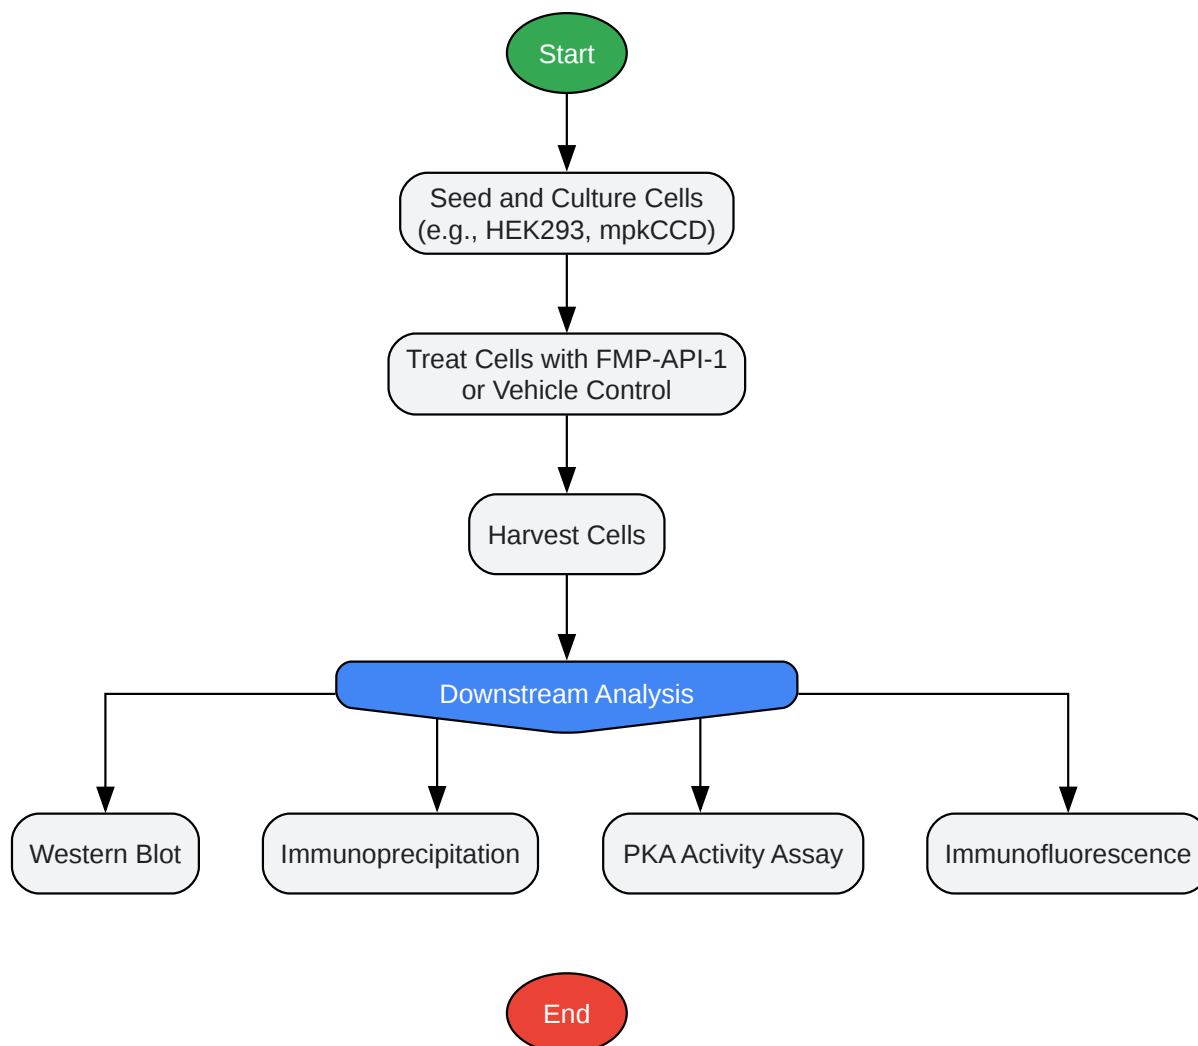 Start
Seed and Culture Cells
(e.g., HEK293, mpkCCD)
Treat Cells with FMP-API-1
or Vehicle Control
Harvest Cells
Downstream Analysis
Western Blot
Immunoprecipitation
PKA Activity Assay
Immunofluorescence
End